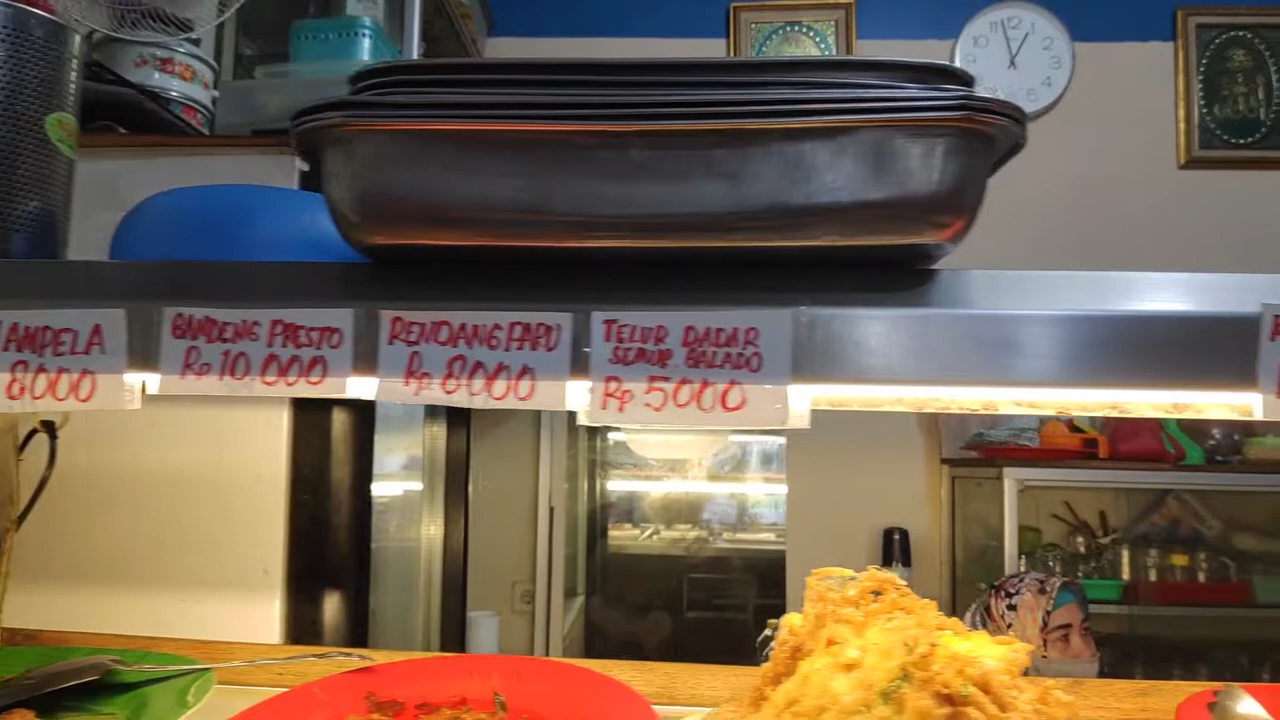 AMPELA
8000
BANDENG PRESTO
Rp 10.000
RENDANG PARU
Rp 8000
TELUR DADAR
SEMUR. BALADO
Rp 5000